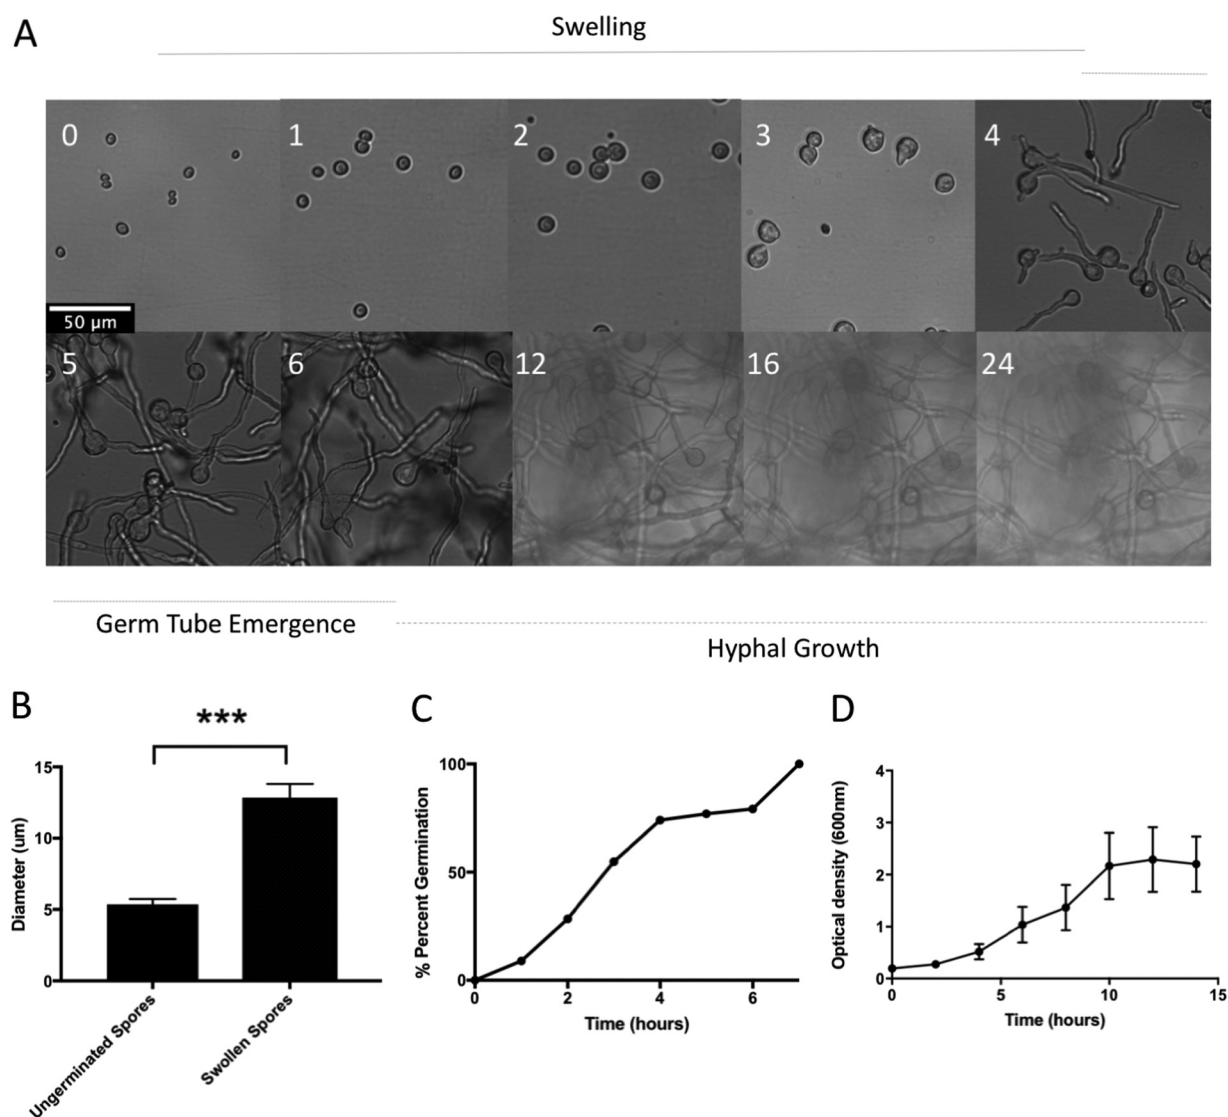 A
Swelling
0
1
2
3
4
50 µm
5
6
12
16
24
Germ Tube Emergence
Hyphal Growth
B
***
15
10
5
0
Diameter (um)
Ungerminated Spores
Swollen Spores
C
100
50
0
% Percent Germination
0
2
4
6
Time (hours)
D
4
3
2
1
0
Optical density (600nm)
0
5
10
15
Time (hours)